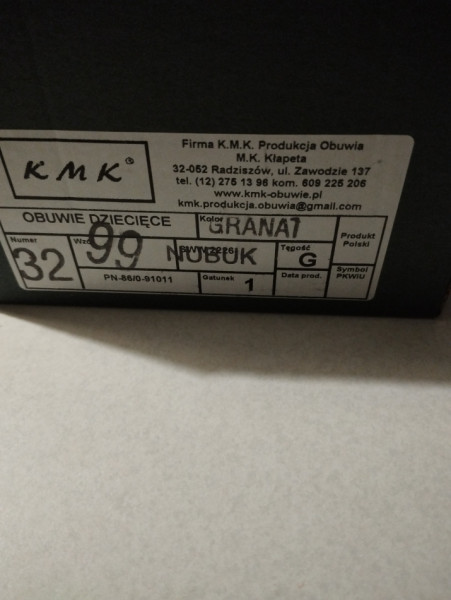 KMK®
Firma K.M.K. Produkcja Obuwia
M.K. Kłapeta
32-052 Radziszów, ul. Zawodzie 137
tel. (12) 275 13 96 kom. 609 225 206
www.kmk-obuwie.pl
kmk.produkcja.obuwia@gmail.com
OBUWIE DZIECIĘCE
Kolor
GRANAT
Produkt
Polski
Numer
32
Wzór
99
NUBUK
Tęgość
G
PN-86/0-91011
Gatunek
1
Data prod.
Symbol
PKWiU